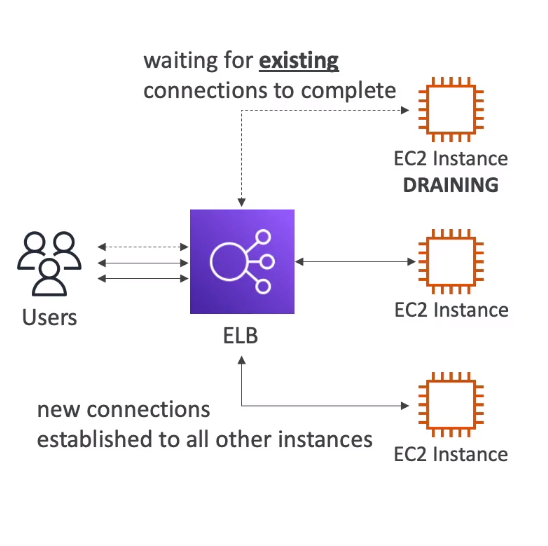 waiting for existing
connections to complete
EC2 Instance
DRAINING
Users
ELB
EC2 Instance
new connections
established to all other instances
EC2 Instance